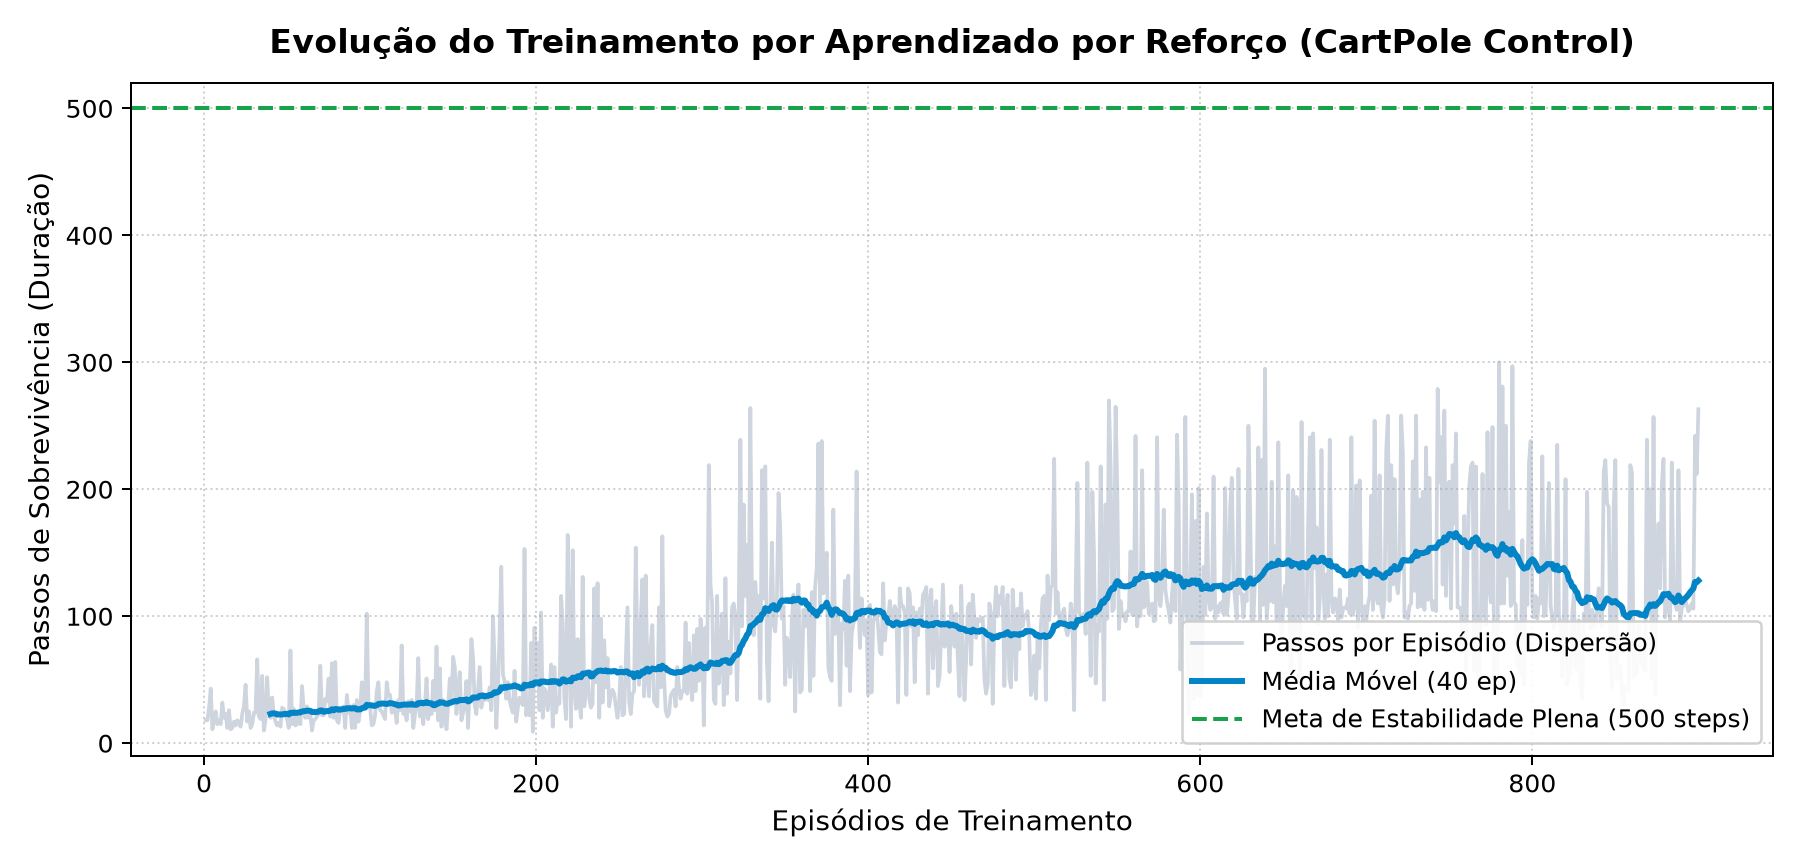 Evolução do Treinamento por Aprendizado por Reforço (CartPole Control)
Passos de Sobrevivência (Duração)
500
400
300
200
100
0
Passos por Episódio (Dispersão)
Média Móvel (40 ep)
Meta de Estabilidade Plena (500 steps)
0 200 400 600 800
Episódios de Treinamento